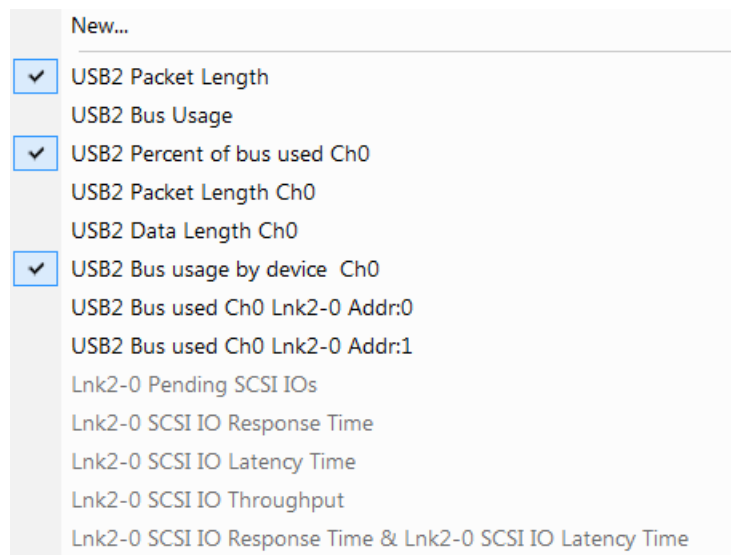 New...
USB2 Packet Length
USB2 Bus Usage
USB2 Percent of bus used Ch0
USB2 Packet Length Ch0
USB2 Data Length Ch0
USB2 Bus usage by device  Ch0
USB2 Bus used Ch0 Lnk2-0 Addr:0
USB2 Bus used Ch0 Lnk2-0 Addr:1
Lnk2-0 Pending SCSI IOs
Lnk2-0 SCSI IO Response Time
Lnk2-0 SCSI IO Latency Time
Lnk2-0 SCSI IO Throughput
Lnk2-0 SCSI IO Response Time & Lnk2-0 SCSI IO Latency Time